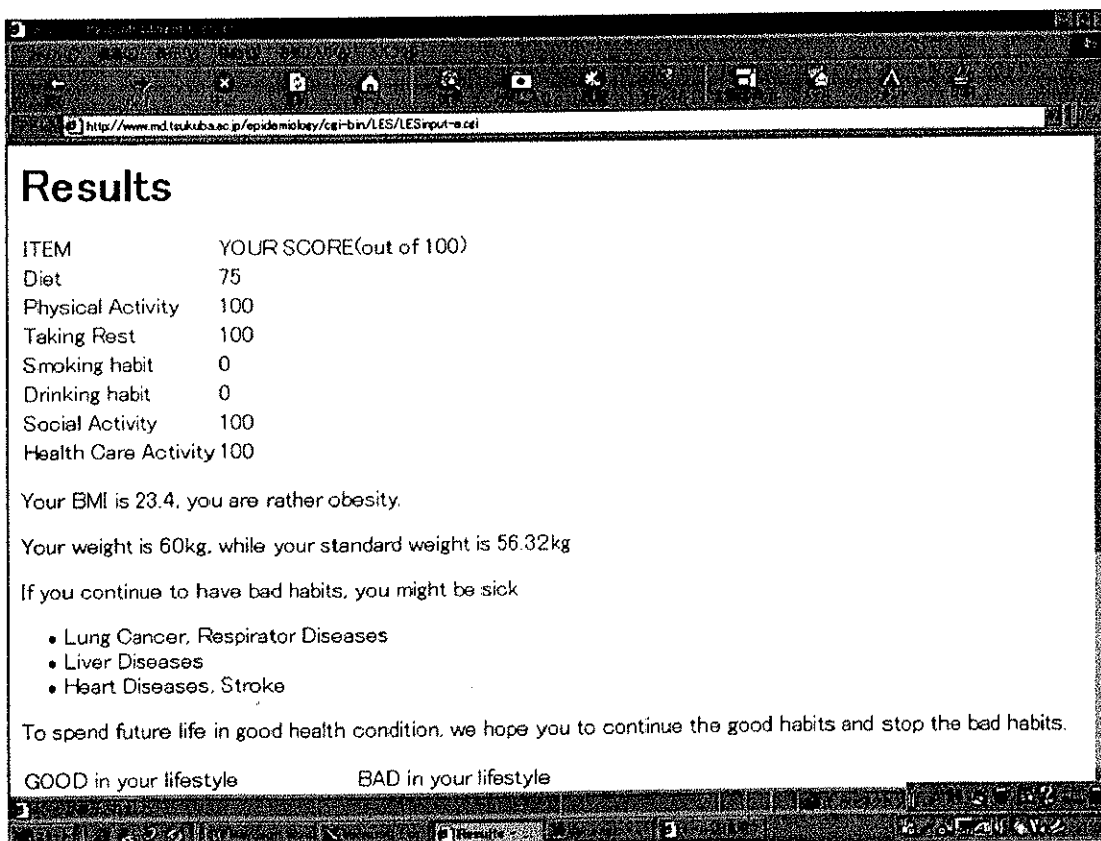 http://www.md.tsukuba.ac.jp/epidemiology/cgi-bin/LES/LESinput-e.cgi
Results
ITEM YOUR SCORE(out of 100)
Diet 75
Physical Activity 100
Taking Rest 100
Smoking habit 0
Drinking habit 0
Social Activity 100
Health Care Activity 100
Your BMI is 23.4, you are rather obesity.
Your weight is 60kg, while your standard weight is 56.32kg
If you continue to have bad habits, you might be sick
• Lung Cancer, Respirator Diseases
• Liver Diseases
• Heart Diseases, Stroke
To spend future life in good health condition, we hope you to continue the good habits and stop the bad habits.
GOOD in your lifestyle BAD in your lifestyle
Results